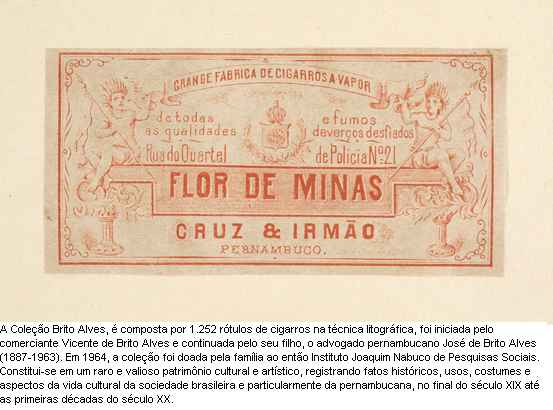 GRANDE FABRICA DE CIGARROS A VAPOR
de todas
as qualidades
e fumos
deverços desfiados
Rua do Quartel
de Policia Nº 21
FLOR DE MINAS
CRUZ & IRMÃO
PERNAMBUCO.
A Coleção Brito Alves, é composta por 1.252 rótulos de cigarros na técnica litográfica, foi iniciada pelo
comerciante Vicente de Brito Alves e continuada pelo seu filho, o advogado pernambucano José de Brito Alves
(1887-1963). Em 1964, a coleção foi doada pela família ao então Instituto Joaquim Nabuco de Pesquisas Sociais.
Constitui-se em um raro e valioso patrimônio cultural e artístico, registrando fatos históricos, usos, costumes e
aspectos da vida cultural da sociedade brasileira e particularmente da pernambucana, no final do século XIX até
as primeiras décadas do século XX.